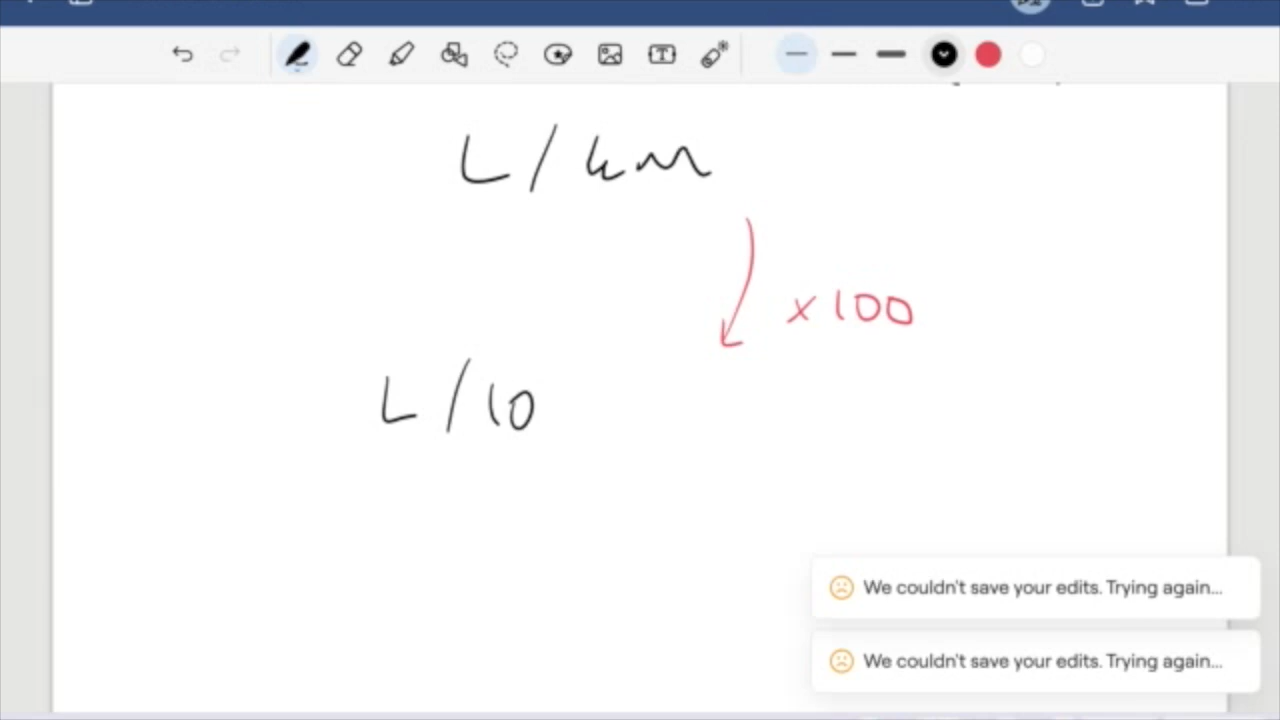 L/km
x100
L/10
We couldn't save your edits. Trying again...
We couldn't save your edits. Trying again...